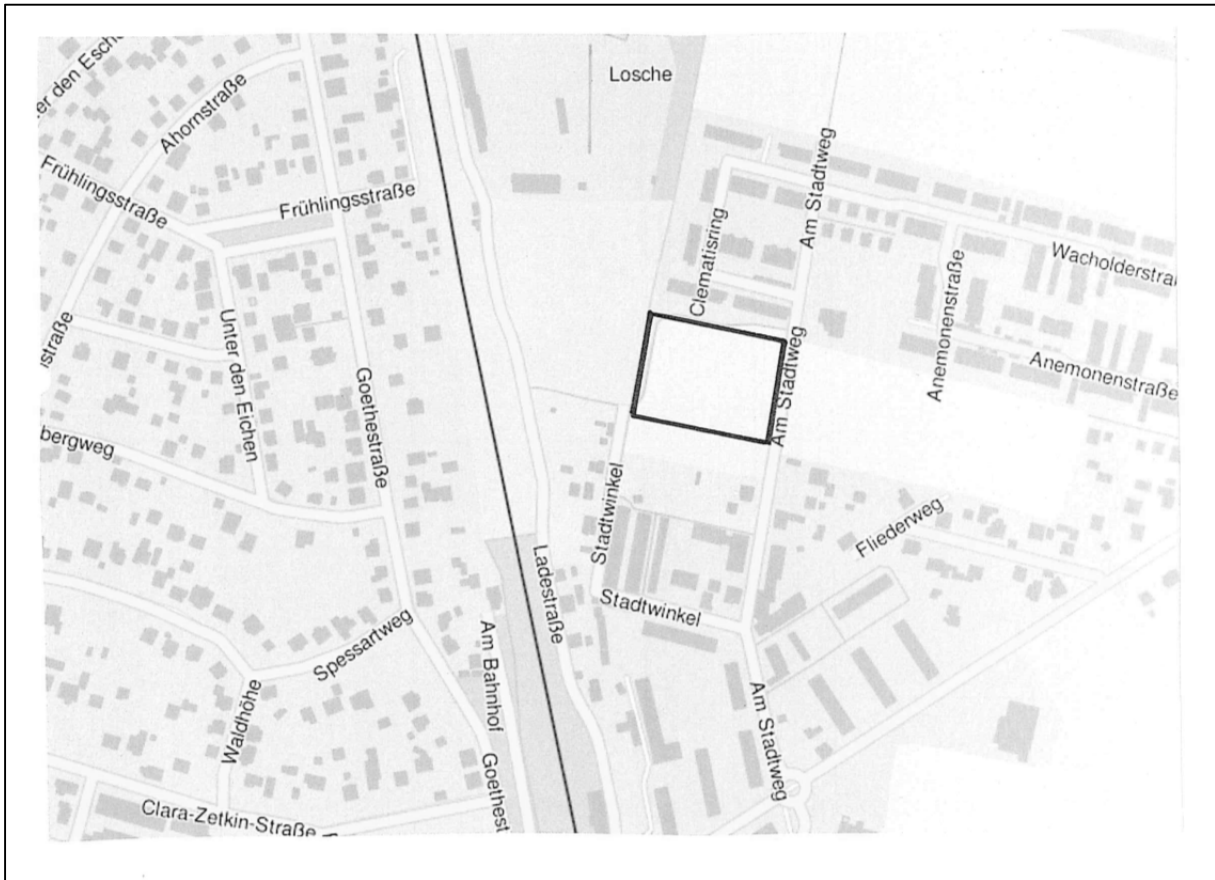 Losche
Ahornstraße
Frühlingsstraße
Frühlingsstraße
Am Stadtweg
Clematisring
Wacholderstra
Anemonenstraße
Anemonenstraße
Am Stadtweg
Unter den Eichen
Goethestraße
bergweg
Stadtwinkel
Fliederweg
Ladestraße
Stadtwinkel
Spessartweg
Am Bahnhof
Waldhöhe
Am Stadtweg
Goethest
Clara-Zetkin-Straße